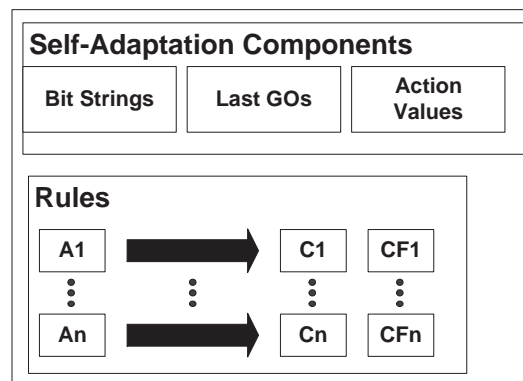 Self-Adaptation Components
Bit Strings
Last GOs
Action
Values
Rules
A1
C1
CF1
An
Cn
CFn